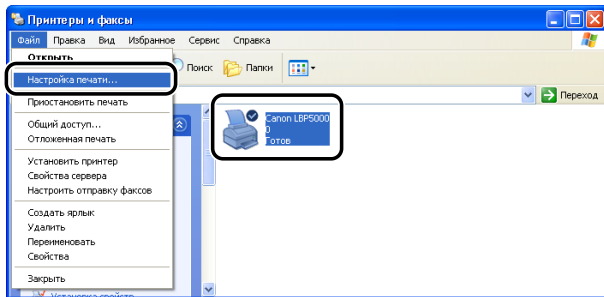 Принтеры и факсы
Файл Правка Вид Избранное Сервис Справка
Открыть
Поиск Папки
Настройка печати...
Переход
Приостановить печать
Общий доступ...
Отложенная печать
Canon LBP5000
0
Готов
Установить принтер
Свойства сервера
Настроить отправку факсов
Создать ярлык
Удалить
Переименовать
Свойства
Закрыть
Установка